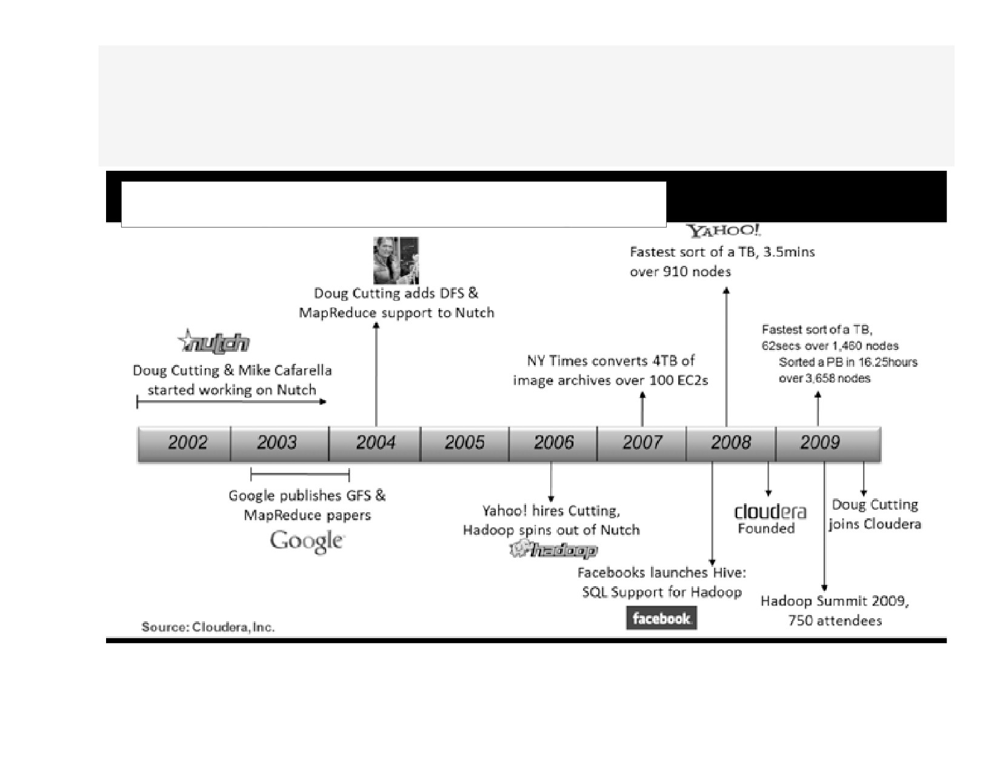 YAHOO!
Fastest sort of a TB, 3.5mins
over 910 nodes
Doug Cutting adds DFS &
MapReduce support to Nutch
nutch
Doug Cutting & Mike Cafarella
started working on Nutch
NY Times converts 4TB of
image archives over 100 EC2s
Fastest sort of a TB,
62secs over 1,460 nodes
Sorted a PB in 16.25hours
over 3,658 nodes
2002 2003 2004 2005 2006 2007 2008 2009
Google publishes GFS &
MapReduce papers
Google
Yahoo! hires Cutting,
Hadoop spins out of Nutch
hadoop
cloudera
Founded
Doug Cutting
joins Cloudera
Facebooks launches Hive:
SQL Support for Hadoop
facebook
Hadoop Summit 2009,
750 attendees
Source: Cloudera, Inc.